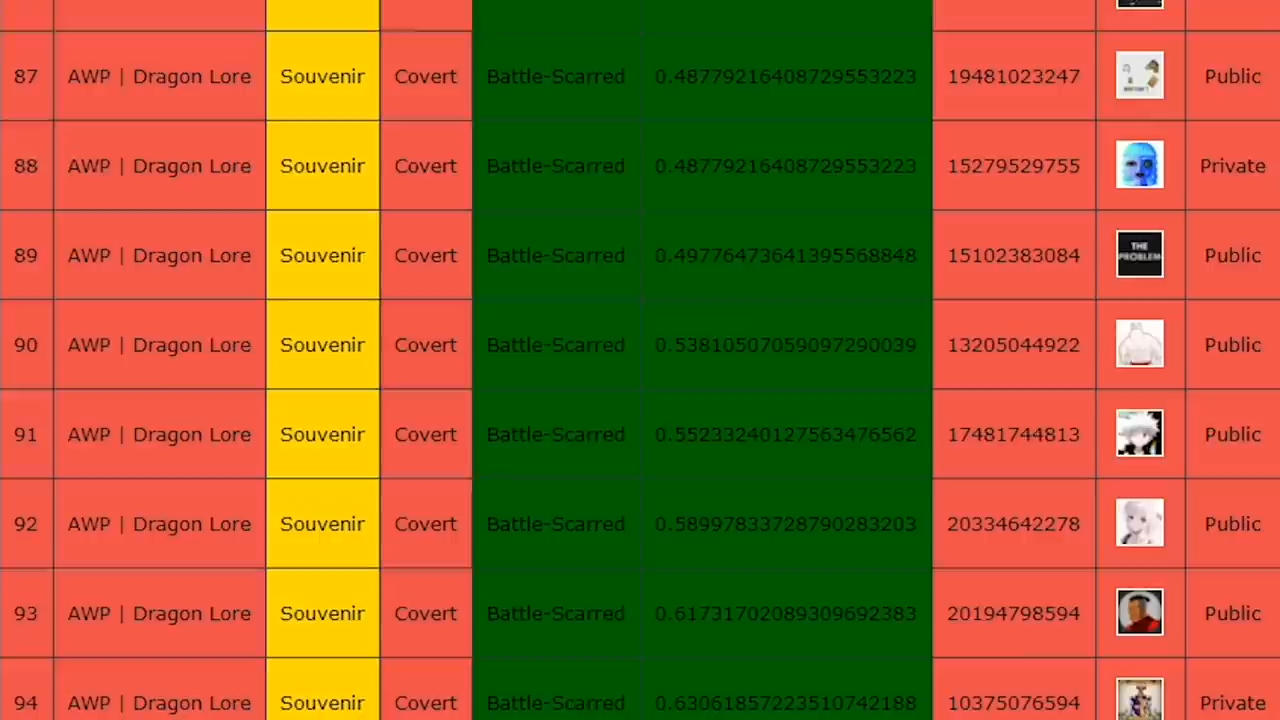 87 AWP | Dragon Lore Souvenir Covert Battle-Scarred 0.48779216408729553223 19481023247 Public
88 AWP | Dragon Lore Souvenir Covert Battle-Scarred 0.48779216408729553223 15279529755 Private
89 AWP | Dragon Lore Souvenir Covert Battle-Scarred 0.49776473641395568848 15102383084 THE PROBLEM Public
90 AWP | Dragon Lore Souvenir Covert Battle-Scarred 0.53810507059097290039 13205044922 Public
91 AWP | Dragon Lore Souvenir Covert Battle-Scarred 0.55233240127563476562 17481744813 Public
92 AWP | Dragon Lore Souvenir Covert Battle-Scarred 0.58997833728790283203 20334642278 Public
93 AWP | Dragon Lore Souvenir Covert Battle-Scarred 0.61731702089309692383 20194798594 Public
94 AWP | Dragon Lore Souvenir Covert Battle-Scarred 0.63061857223510742188 10375076594 Private